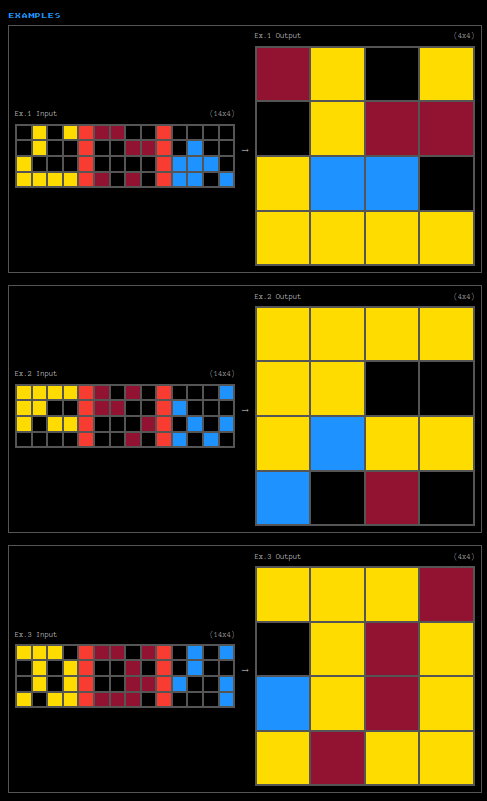 EXAMPLES
Ex.1 Output (4x4)
Ex.1 Input (14x4)
→
Ex.2 Output (4x4)
Ex.2 Input (14x4)
→
Ex.3 Output (4x4)
Ex.3 Input (14x4)
→